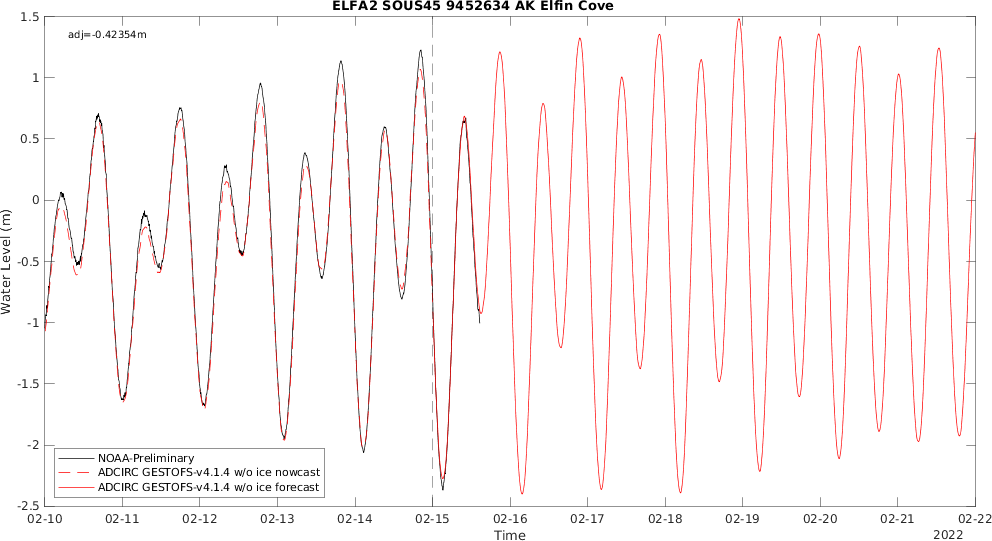 ELFA2 SOUS45 9452634 AK Elfin Cove
adj=-0.42354m
1.5
1
0.5
0
-0.5
-1
-1.5
-2
-2.5
Water Level (m)
NOAA-Preliminary
ADCIRC GESTOFS-v4.1.4 w/o ice nowcast
ADCIRC GESTOFS-v4.1.4 w/o ice forecast
02-10 02-11 02-12 02-13 02-14 02-15 02-16 02-17 02-18 02-19 02-20 02-21 02-22
Time
2022